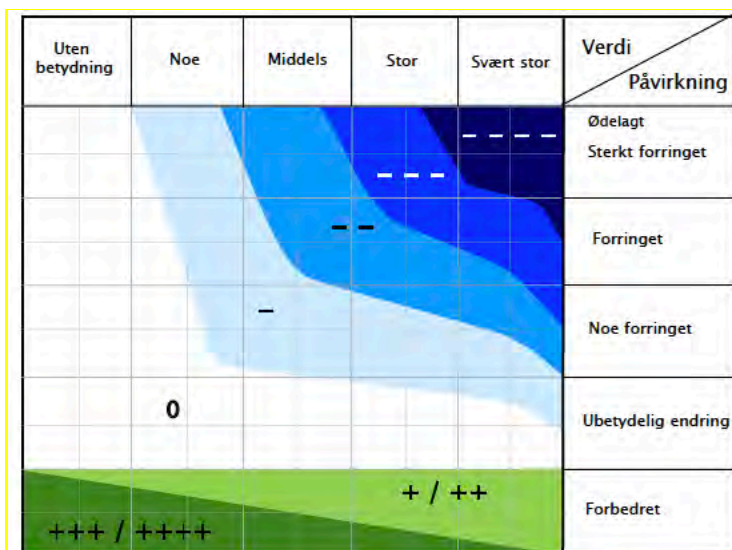 Uten
betydning
Noe
Middels
Stor
Svært stor
Verdi
Påvirkning
Ødelagt
Sterkt forringet
– – – –
– – –
– –
Forringet
–
Noe forringet
0
Ubetydelig endring
+ / ++
Forbedret
+++ / ++++